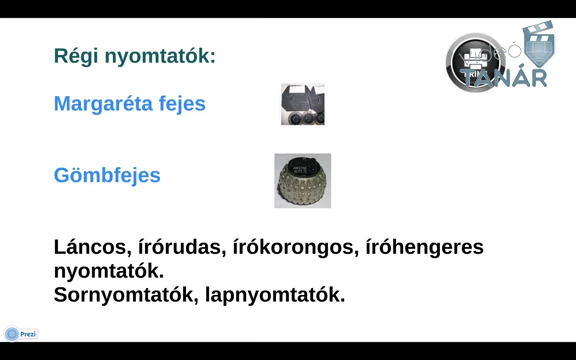 Régi nyomtatók:
Margaréta fejes
Gömbfejes
Láncos, írórudas, írókorongos, íróhengeres
nyomtatók.
Sornyomtatók, lapnyomtatók.
TANÁR
Prezi